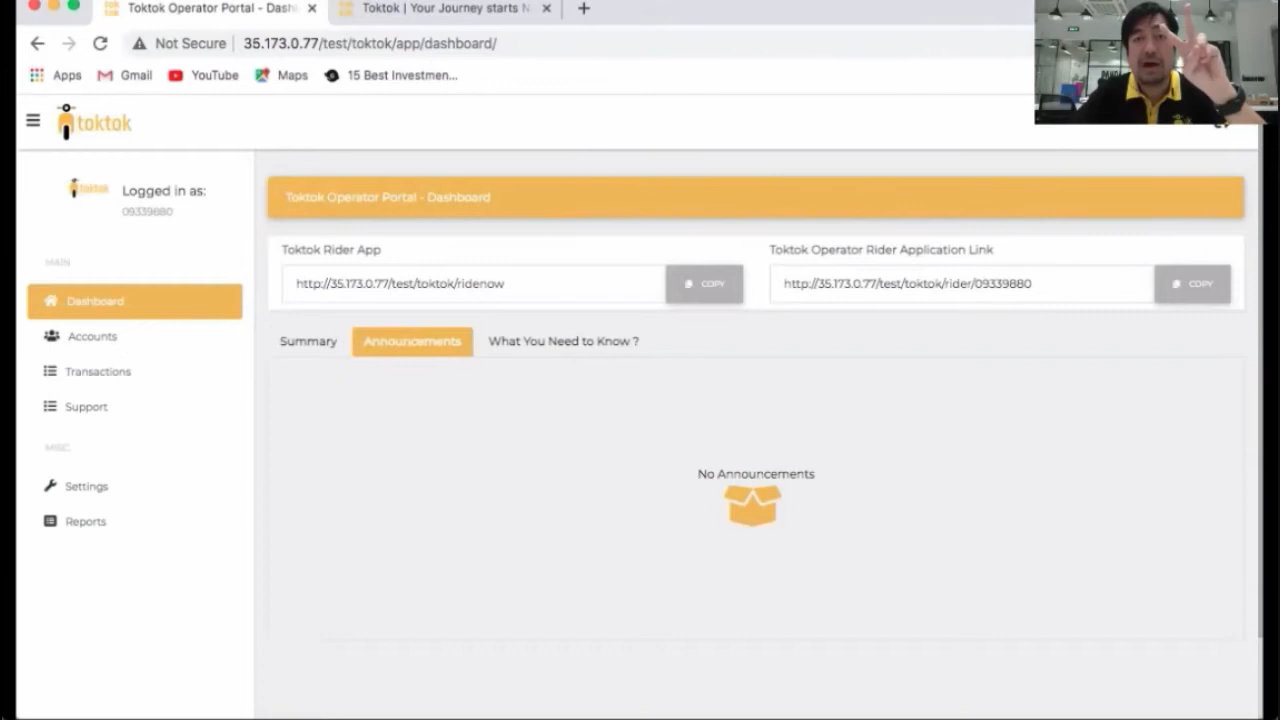 Toktok Operator Portal - Dash
Toktok | Your Journey starts N
Not Secure 35.173.0.77/test/toktok/app/dashboard/
Apps Gmail YouTube Maps 15 Best Investmen...
toktok
toktok
Logged in as:
09339880
MAIN
Dashboard
Accounts
Transactions
Support
MISC
Settings
Reports
Toktok Operator Portal - Dashboard
Toktok Rider App
http://35.173.0.77/test/toktok/ridenow
COPY
Toktok Operator Rider Application Link
http://35.173.0.77/test/toktok/rider/09339880
COPY
Summary Announcements What You Need to Know ?
No Announcements